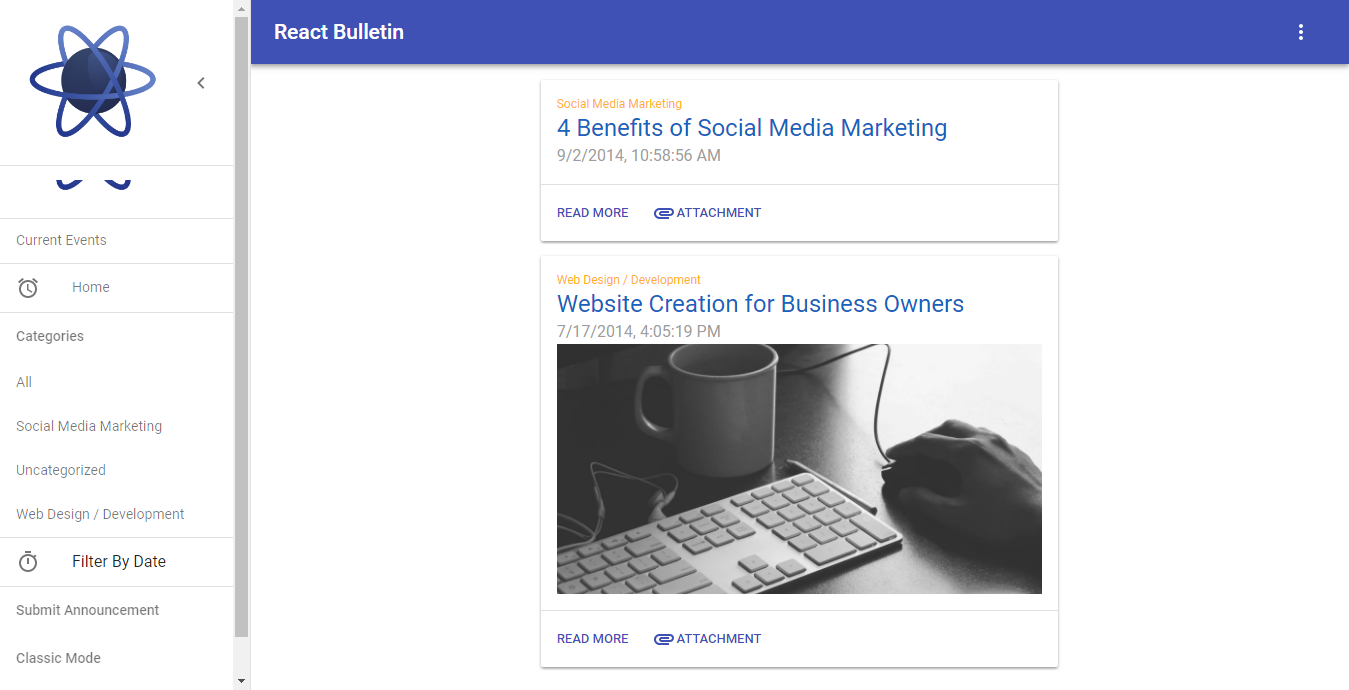 React Bulletin
Current Events
Home
Categories
All
Social Media Marketing
Uncategorized
Web Design / Development
Filter By Date
Submit Announcement
Classic Mode
Social Media Marketing
4 Benefits of Social Media Marketing
9/2/2014, 10:58:56 AM
READ MORE ATTACHMENT
Web Design / Development
Website Creation for Business Owners
7/17/2014, 4:05:19 PM
READ MORE ATTACHMENT